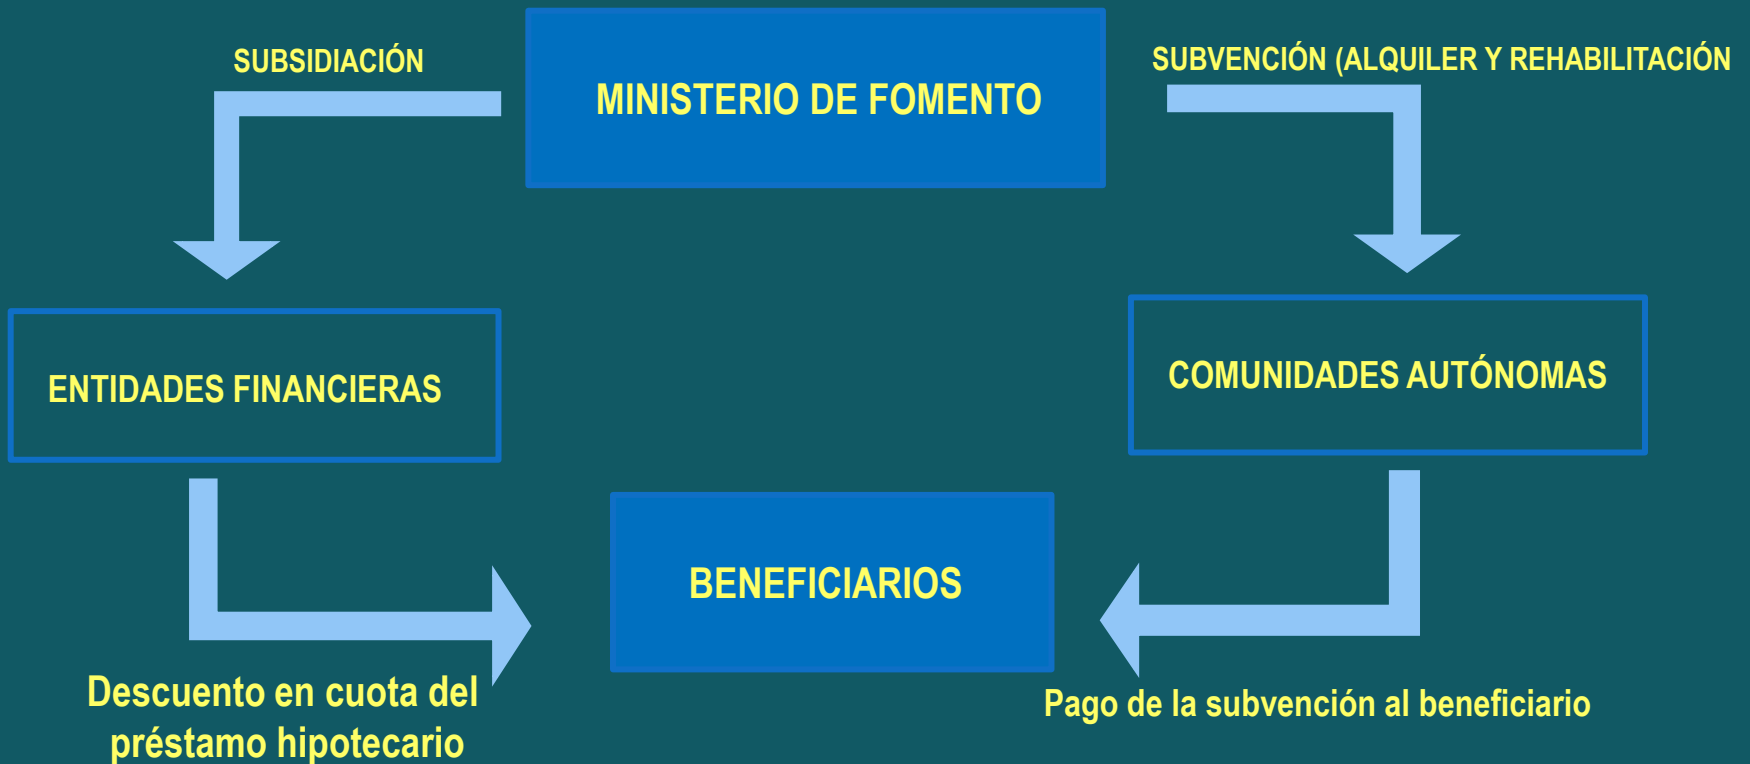 SUBSIDIACIÓN
MINISTERIO DE FOMENTO
SUBVENCIÓN (ALQUILER Y REHABILITACIÓN
ENTIDADES FINANCIERAS
COMUNIDADES AUTÓNOMAS
BENEFICIARIOS
Descuento en cuota del
préstamo hipotecario
Pago de la subvención al beneficiario